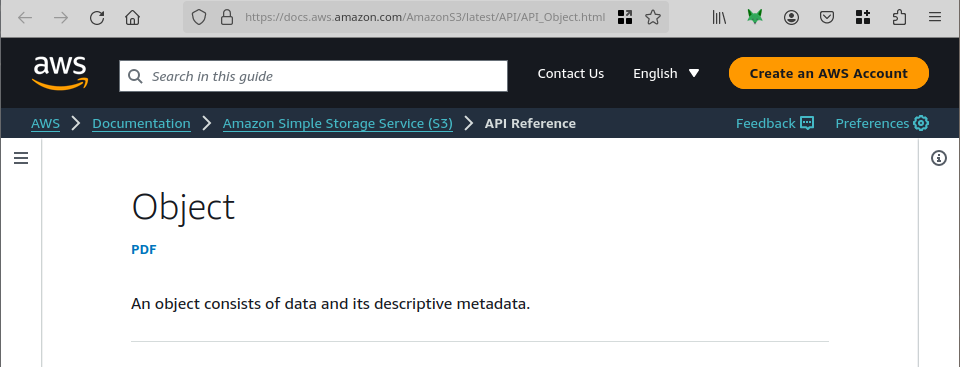 https://docs.aws.amazon.com/AmazonS3/latest/API/API_Object.html
aws
Search in this guide
Contact Us
English
Create an AWS Account
AWS
Documentation
Amazon Simple Storage Service (S3)
API Reference
Feedback
Preferences
Object
PDF
An object consists of data and its descriptive metadata.